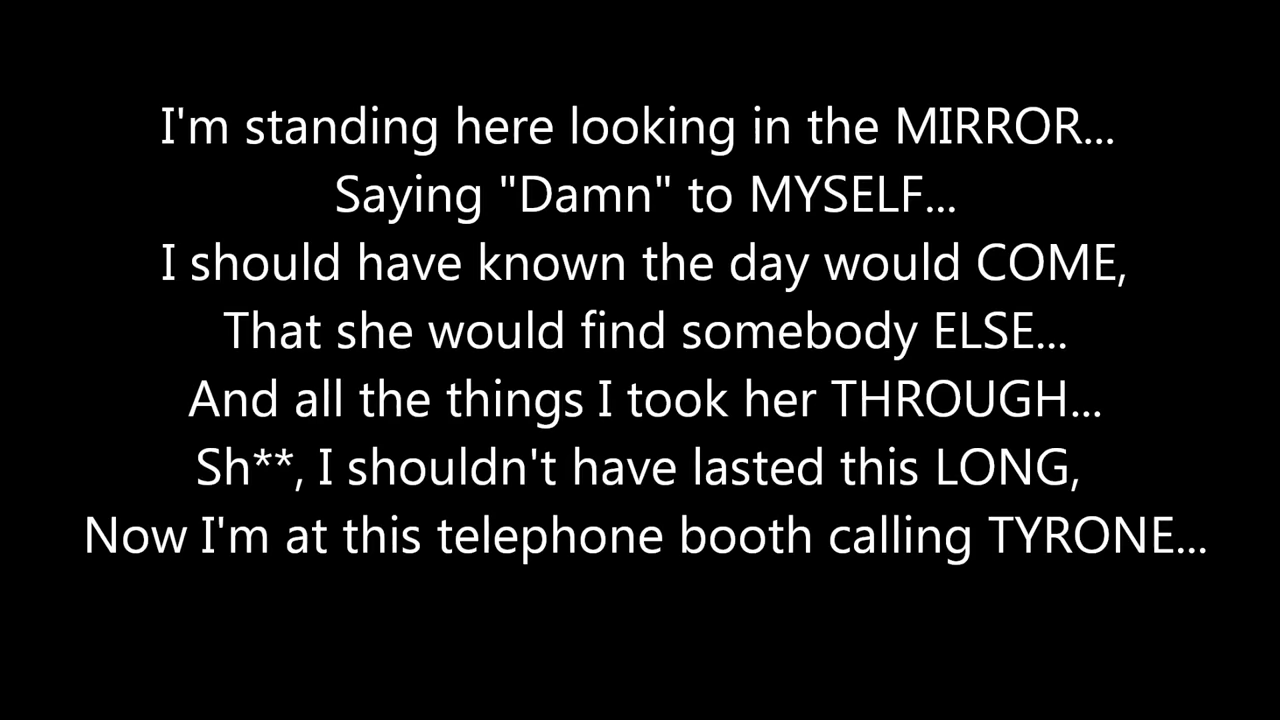 I'm standing here looking in the MIRROR...
Saying "Damn" to MYSELF...
I should have known the day would COME,
That she would find somebody ELSE...
And all the things I took her THROUGH...
Sh**, I shouldn't have lasted this LONG,
Now I'm at this telephone booth calling TYRONE...